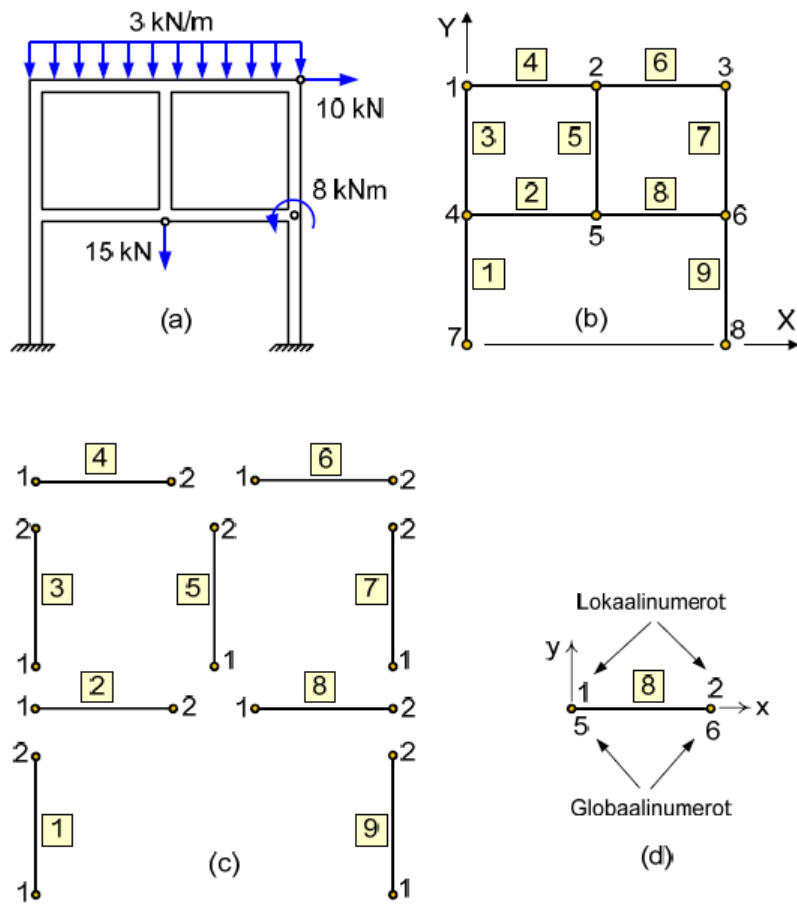 3 kN/m
10 kN
8 kNm
15 kN
(a)
Y
1 4 2 6 3
3 5 7
4 2 8 6
5
1 9
7 (b) X
8
1 4 2 1 6 2
2 2 2
3 5 7
1 1 1
1 2 2 1 8 2
2 2
1 9
1 1
(c)
Lokaalinumerot
y
1 8 2
x
5 6
Globaalinumerot
(d)